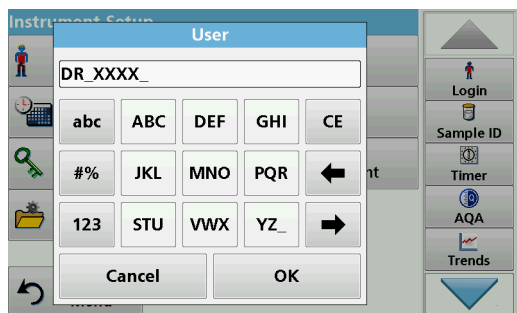 Instrument Setup
User
DR_XXXX_
abc ABC DEF GHI CE
#% JKL MNO PQR
123 STU VWX YZ_
Cancel OK
Menu
nt
Login
Sample ID
Timer
AQA
Trends